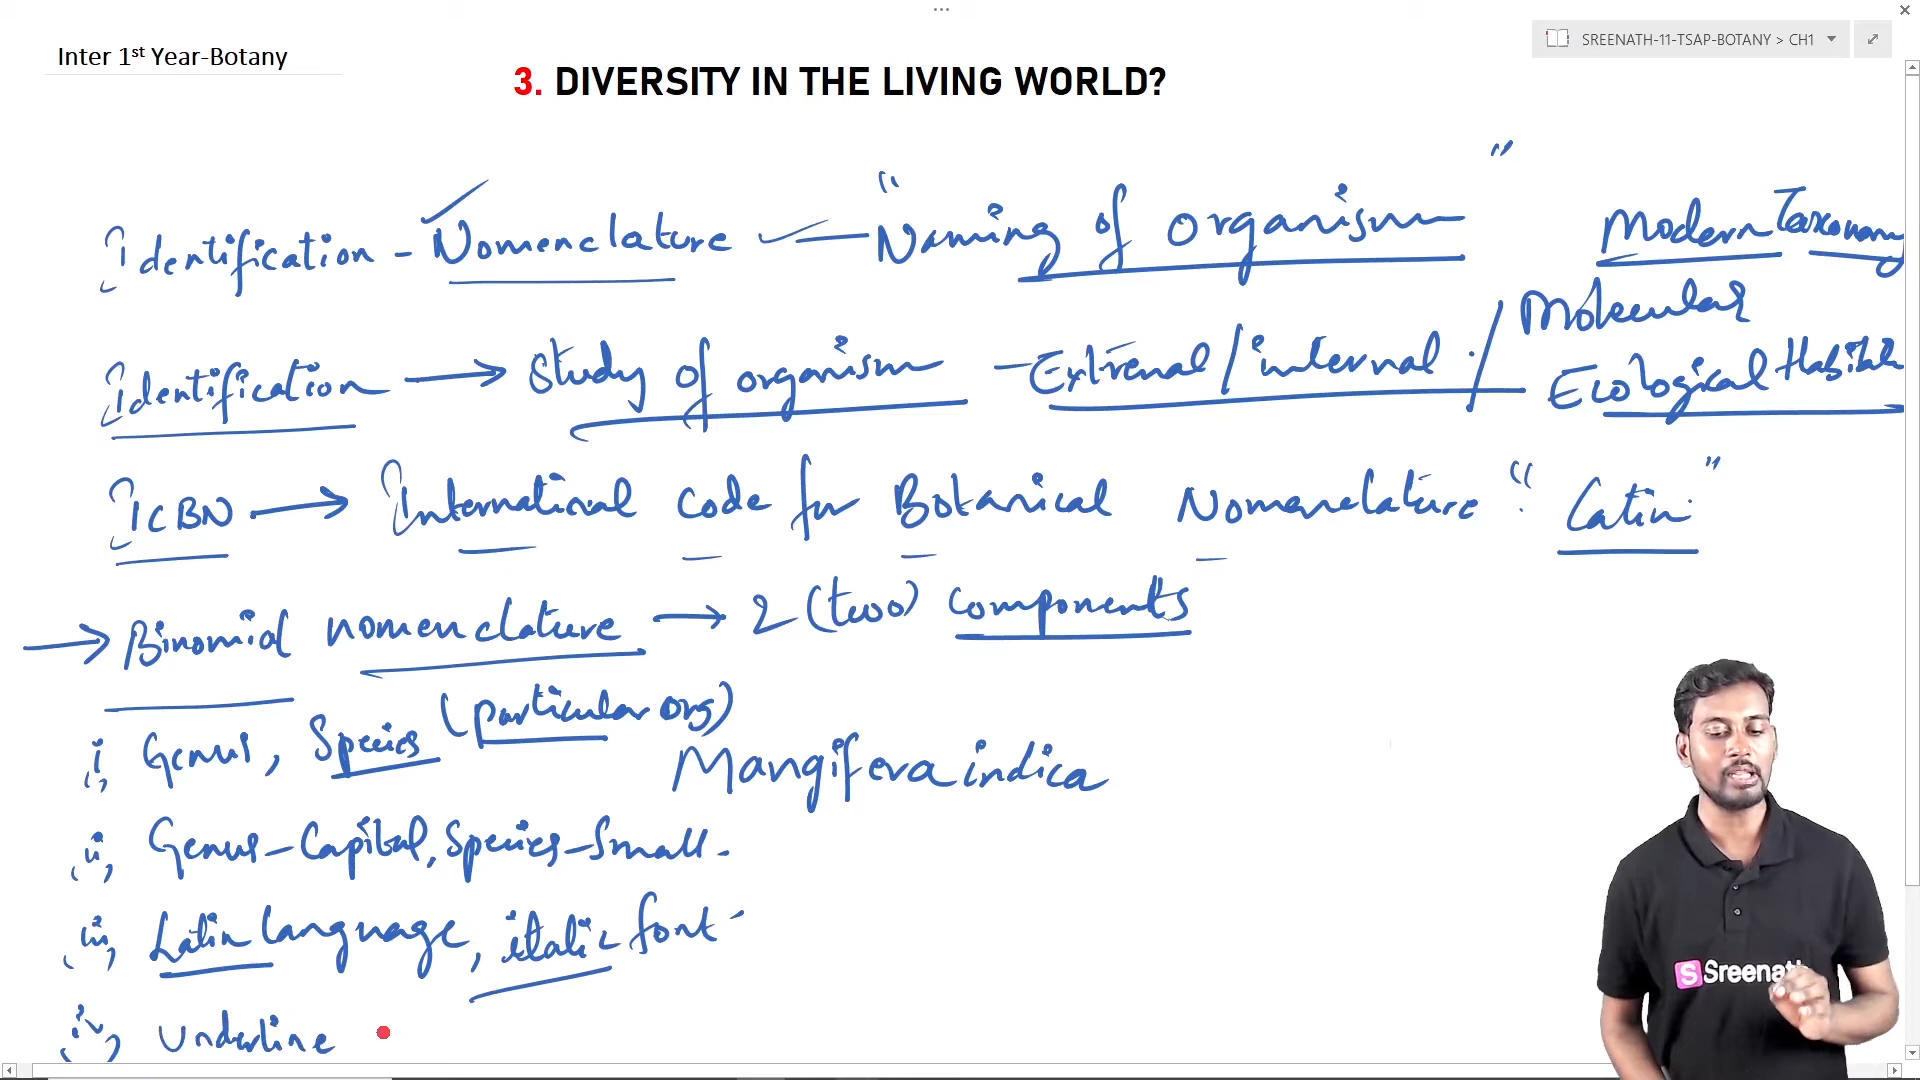 SREENATH-11-TSAP-BOTANY > CH1
Inter 1st Year-Botany
3. DIVERSITY IN THE LIVING WORLD?
Identification - Nomenclature — "Naming of organism"
Modern Taxonomy
Identification → Study of organism - Extrenal / internal . / Molecular
Ecological Habitat
ICBN → International Code for Botanical Nomenclature "Latin."
→ Binomial nomenclature → 2 (two) components
i, Genus, Species (particular org)
Mangifera indica
ii, Genus - Capital, Species - Small -
iii, Latin language, italic font -
iv, Underline
Sreenath